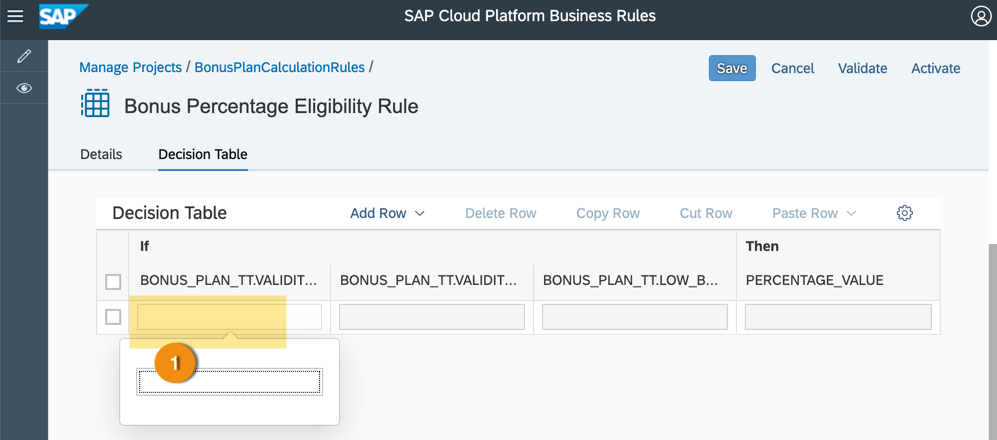 SAP
SAP Cloud Platform Business Rules
Manage Projects / BonusPlanCalculationRules /
Save Cancel Validate Activate
Bonus Percentage Eligibility Rule
Details Decision Table
Decision Table Add Row Delete Row Copy Row Cut Row Paste Row
If Then
BONUS_PLAN_TT.VALIDIT... BONUS_PLAN_TT.VALIDIT... BONUS_PLAN_TT.LOW_B... PERCENTAGE_VALUE
1